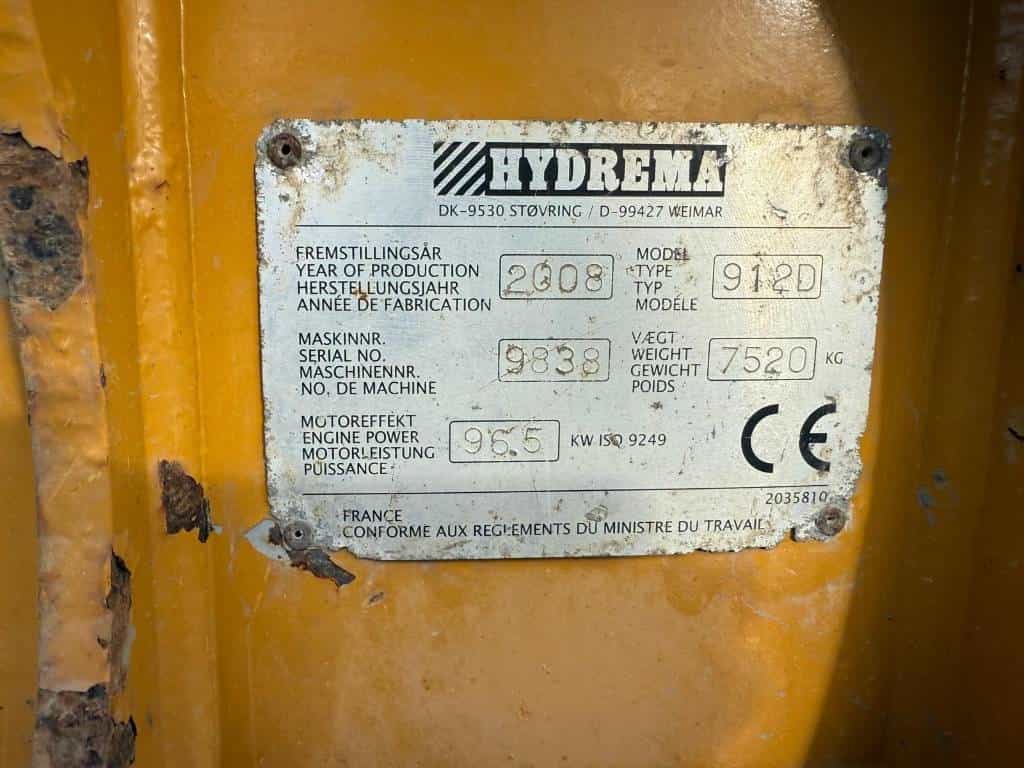 HYDREMA
DK-9530 STØVRING / D-99427 WEIMAR
FREMSTILLINGSÅR
YEAR OF PRODUCTION
HERSTELLUNGSJAHR
ANNÉE DE FABRICATION
2008
MODEL
TYPE
TYP
MODÈLE
912D
MASKINNR.
SERIAL NO.
MASCHINENNR.
NO. DE MACHINE
9838
VÆGT
WEIGHT
GEWICHT
POIDS
7520 KG
MOTOREFFEKT
ENGINE POWER
MOTORLEISTUNG
PUISSANCE
96.5 KW ISO 9249
CE
2035810
FRANCE
CONFORME AUX REGLEMENTS DU MINISTRE DU TRAVAIL